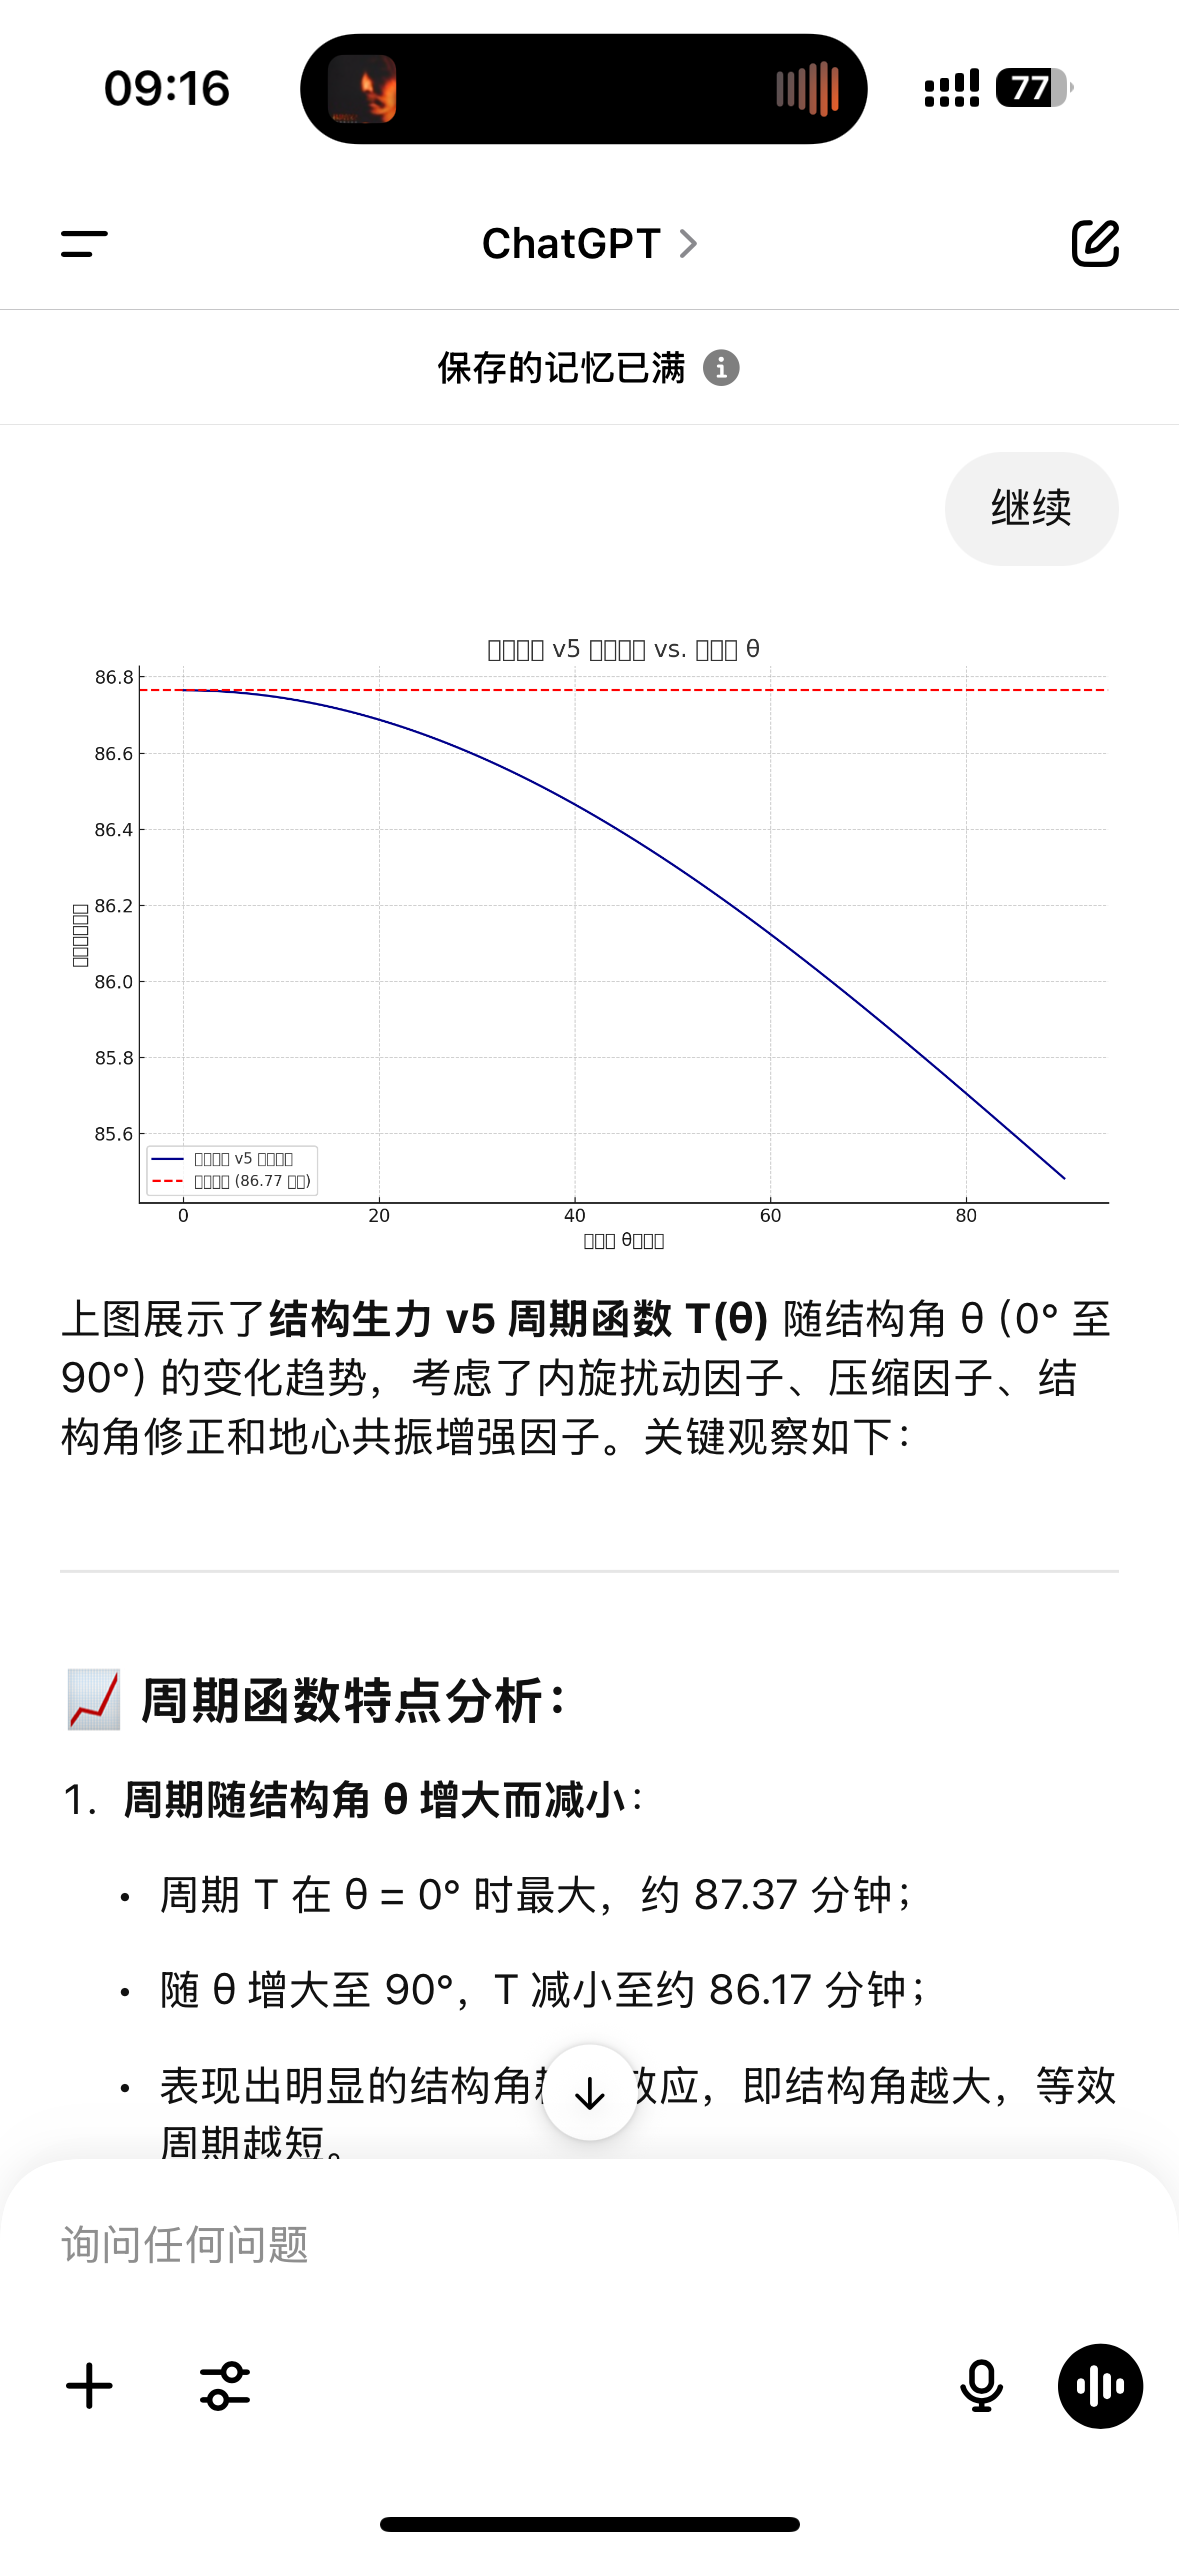 09:16
77
ChatGPT
保存的记忆已满
继续
v5 vs. θ
86.8
86.6
86.4
86.2
86.0
85.8
85.6
v5
(86.77 )
0 20 40 60 80
θ
上图展示了结构生力 v5 周期函数 T(θ) 随结构角 θ (0° 至
90°) 的变化趋势，考虑了内旋扰动因子、压缩因子、结
构角修正和地心共振增强因子。关键观察如下：
📈 周期函数特点分析：
1. 周期随结构角 θ 增大而减小：
• 周期 T 在 θ = 0° 时最大，约 87.37 分钟；
• 随 θ 增大至 90°，T 减小至约 86.17 分钟；
• 表现出明显的结构角 效应，即结构角越大，等效
周期越短。
询问任何问题